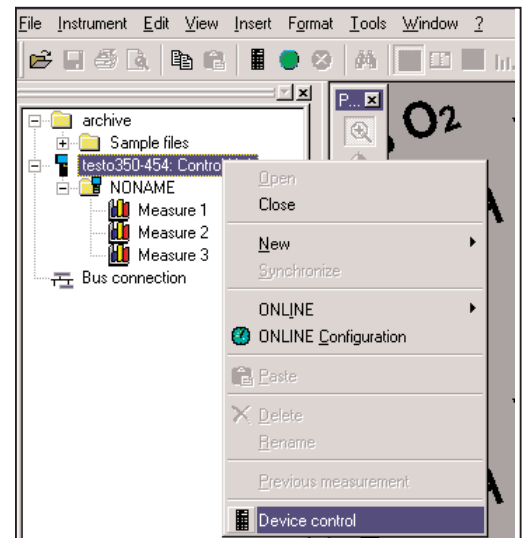 File Instrument Edit View Insert Format Tools Window ?
P...
O2
archive
Sample files
testo350-454:
NONAME
Measure 1
Measure 2
Measure 3
Bus connection
Open
Close
New
Synchronize
ONLINE
ONLINE Configuration
Paste
Delete
Rename
Previous measurement
Device control